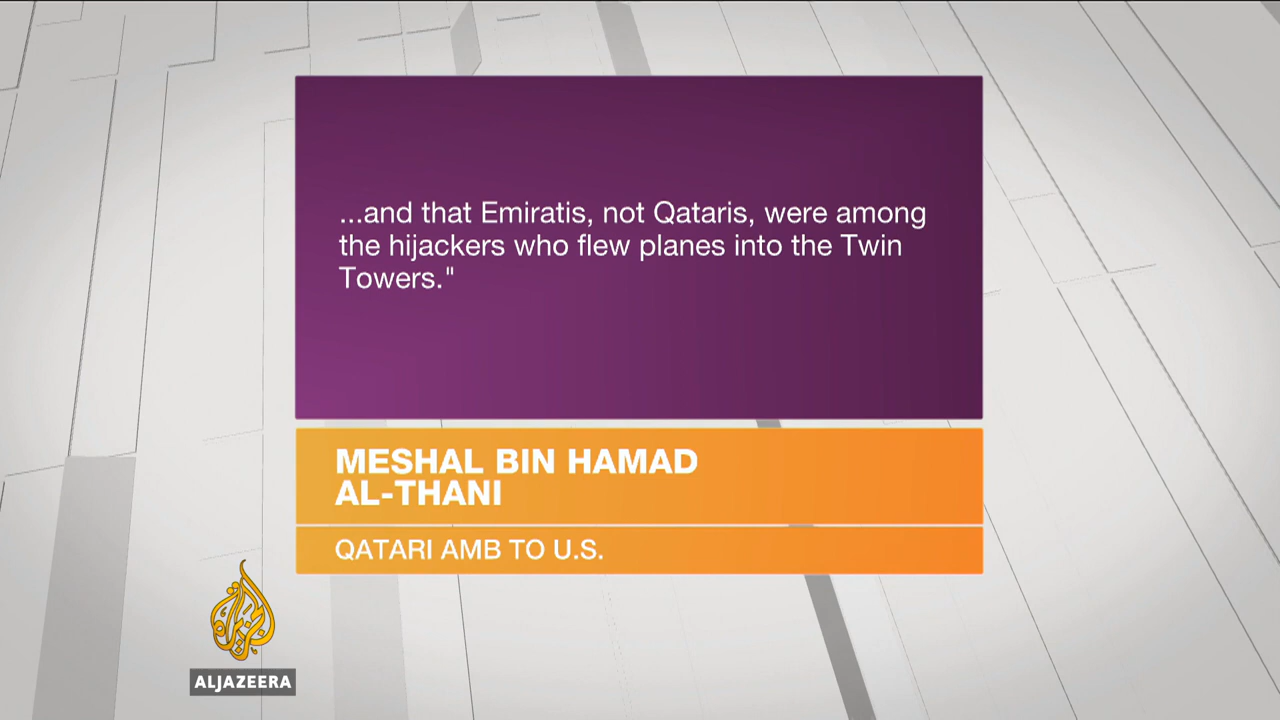 ...and that Emiratis, not Qataris, were among
the hijackers who flew planes into the Twin
Towers."
MESHAL BIN HAMAD
AL-THANI
QATARI AMB TO U.S.
الجزيرة
ALJAZEERA